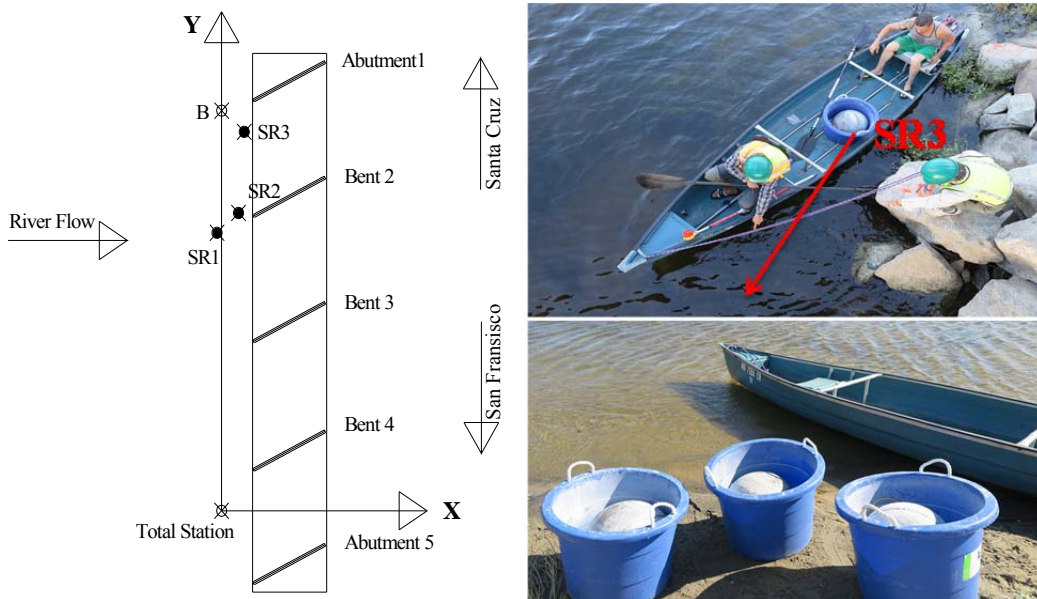 Y
Abutment1
B
SR3
Santa Cruz
Bent 2
SR2
River Flow
SR1
Bent 3
San Fransisco
Bent 4
X
Total Station
Abutment 5
SR3